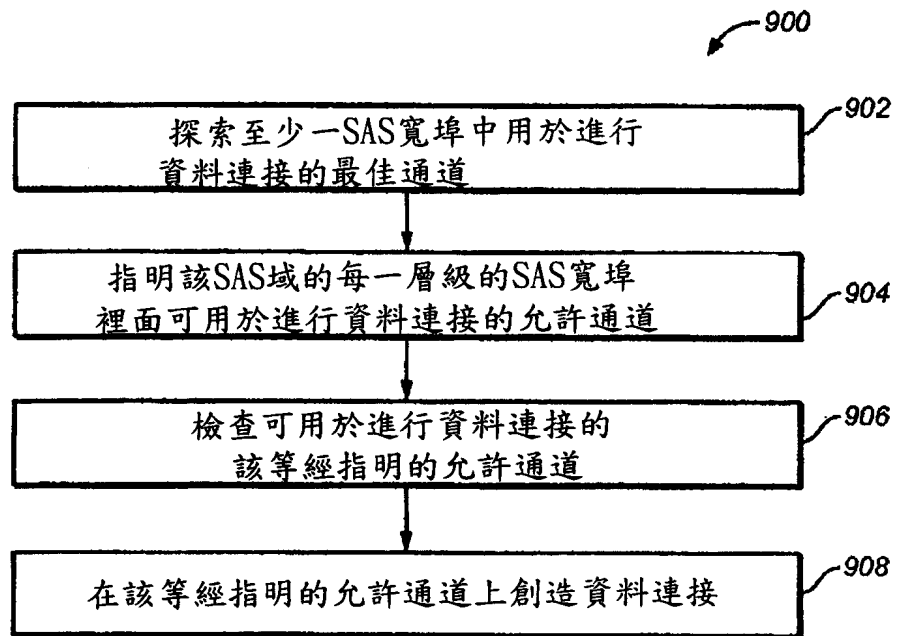 900
探索至少一SAS寬埠中用於進行
資料連接的最佳通道
902
指明該SAS域的每一層級的SAS寬埠
裡面可用於進行資料連接的允許通道
904
檢查可用於進行資料連接的
該等經指明的允許通道
906
在該等經指明的允許通道上創造資料連接
908